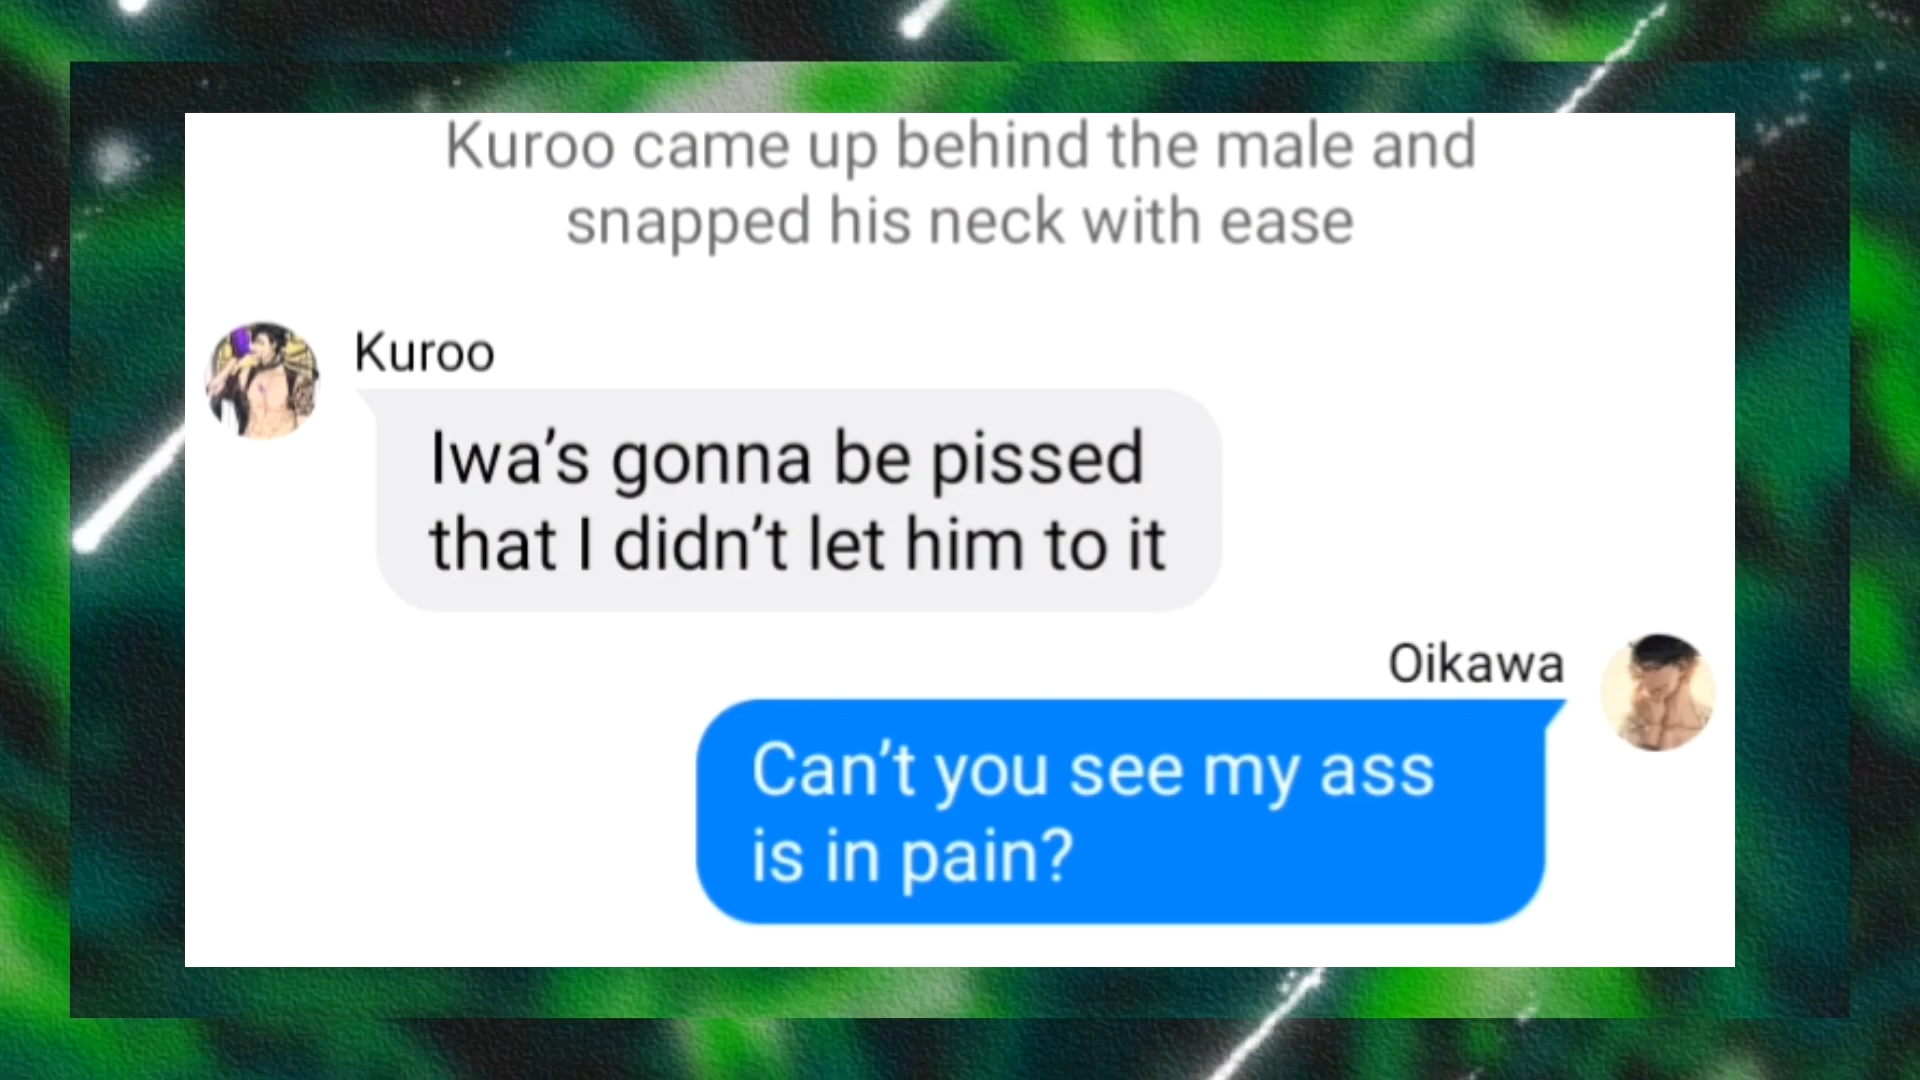 Kuroo came up behind the male and
snapped his neck with ease
Kuroo
Iwa’s gonna be pissed
that I didn’t let him to it
Oikawa
Can’t you see my ass
is in pain?